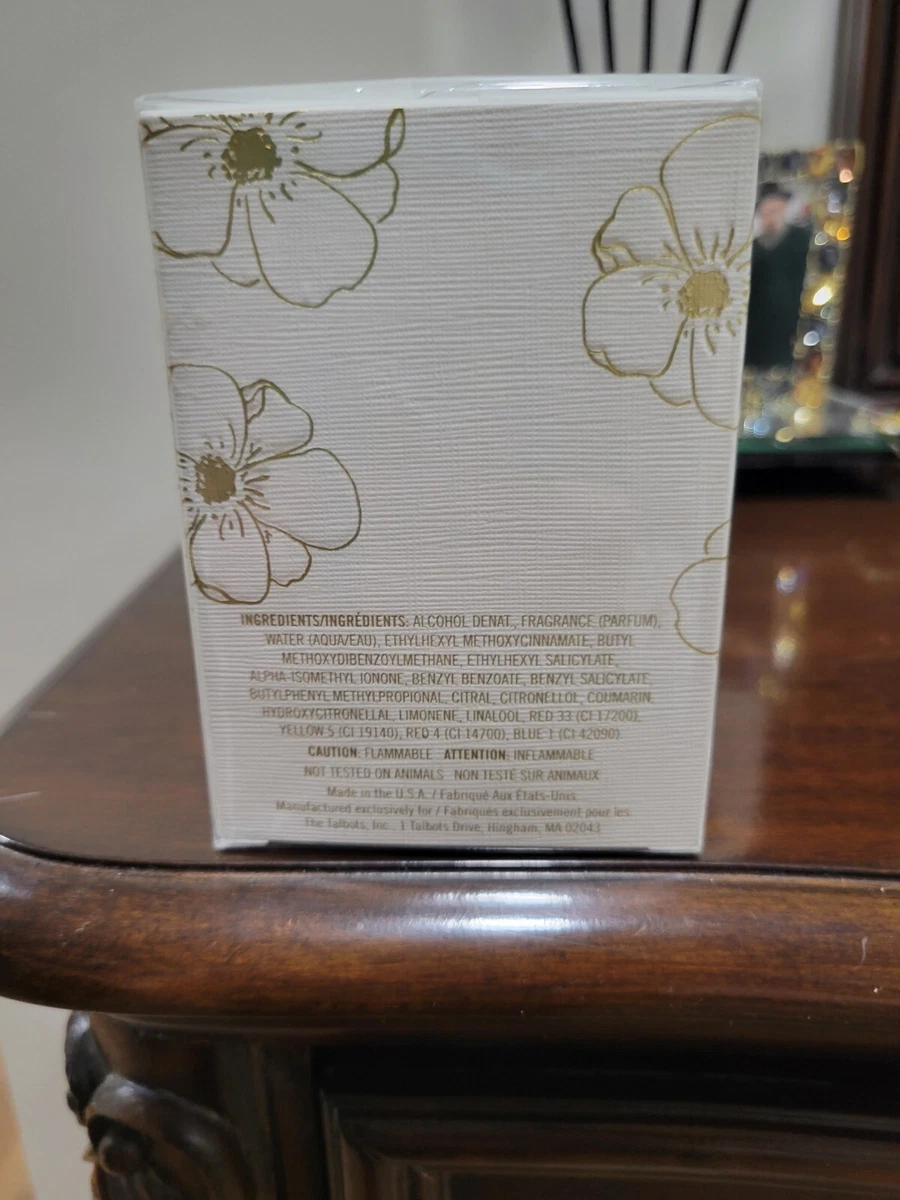 INGREDIENTS/INGRÉDIENTS: ALCOHOL DENAT., FRAGRANCE (PARFUM),
WATER (AQUA/EAU), ETHYLHEXYL METHOXYCINNAMATE, BUTYL
METHOXYDIBENZOYLMETHANE, ETHYLHEXYL SALICYLATE,
ALPHA-ISOMETHYL IONONE, BENZYL BENZOATE, BENZYL SALICYLATE,
BUTYLPHENYL METHYLPROPIONAL, CITRAL, CITRONELLOL, COUMARIN,
HYDROXYCITRONELLAL, LIMONENE, LINALOOL, RED 33 (CI 17200),
YELLOW 5 (CI 19140), RED 4 (CI 14700), BLUE 1 (CI 42090)
CAUTION: FLAMMABLE ATTENTION: INFLAMMABLE
NOT TESTED ON ANIMALS NON TESTÉ SUR ANIMAUX
Made in the U.S.A. / Fabriqué Aux États-Unis
Manufactured exclusively for / Fabriques exclusivement pour les
The Talbots, Inc., 1 Talbots Drive, Hingham, MA 02043